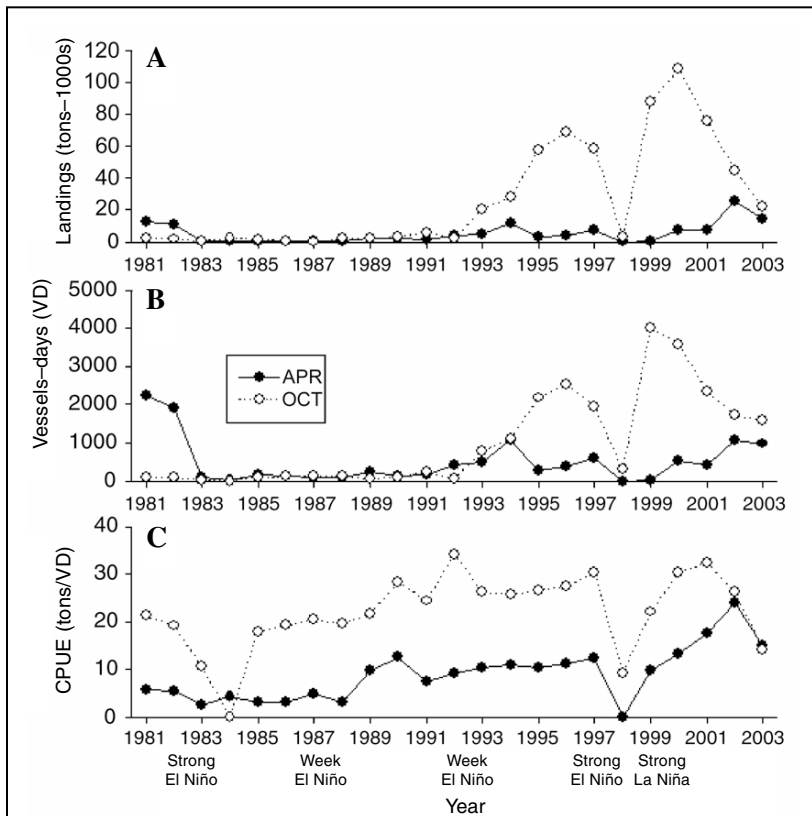 A
Landings (tons–1000s)
120
100
80
60
40
20
0
1981 1983 1985 1987 1989 1991 1993 1995 1997 1999 2001 2003
B
Vessels–days (VD)
5000
4000
3000
2000
1000
0
APR
OCT
1981 1983 1985 1987 1989 1991 1993 1995 1997 1999 2001 2003
C
CPUE (tons/VD)
40
30
20
10
0
1981 1983 1985 1987 1989 1991 1993 1995 1997 1999 2001 2003
Strong Week Week Strong Strong
El Niño El Niño El Niño El Niño La Niña
Year